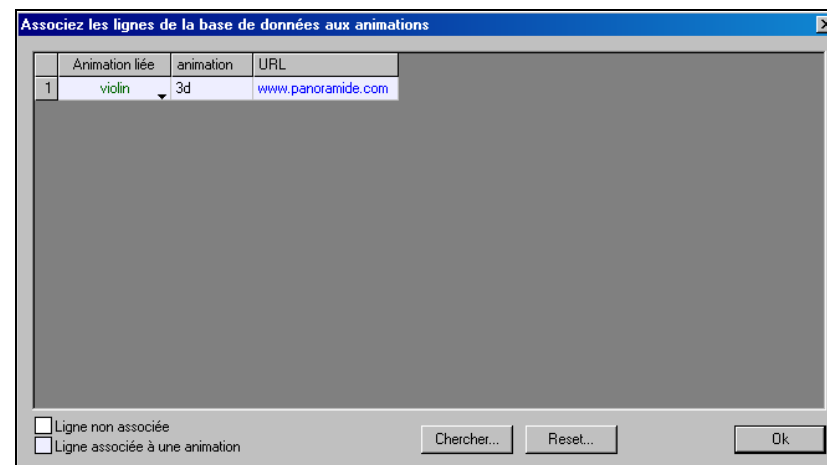 Associez les lignes de la base de données aux animations
Animation liée animation URL
1 violin 3d www.panoramide.com
Ligne non associée
Ligne associée à une animation
Chercher... Reset... Ok